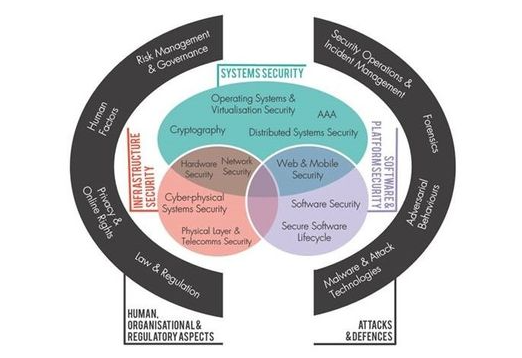 Risk Management
& Governance
Human
Factors
Privacy &
Online Rights
Law & Regulation
HUMAN,
ORGANISATIONAL &
REGULATORY ASPECTS
SYSTEMS SECURITY
Operating Systems &
Virtualisation Security
AAA
Cryptography
Distributed Systems Security
INFRASTRUCTURE
SECURITY
Hardware
Security
Network
Security
Cyber-physical
Systems Security
Physical Layer &
Telecomms Security
Web & Mobile
Security
Software Security
Secure Software
Lifecycle
SOFTWARE &
PLATFORM SECURITY
Security Operations &
Incident Management
Forensics
Adversarial
Behaviours
Malware & Attack
Technologies
ATTACKS
& DEFENCES